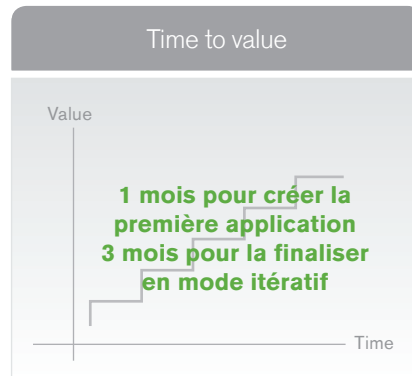 Time to value
Value
1 mois pour créer la
première application
3 mois pour la finaliser
en mode itératif
Time